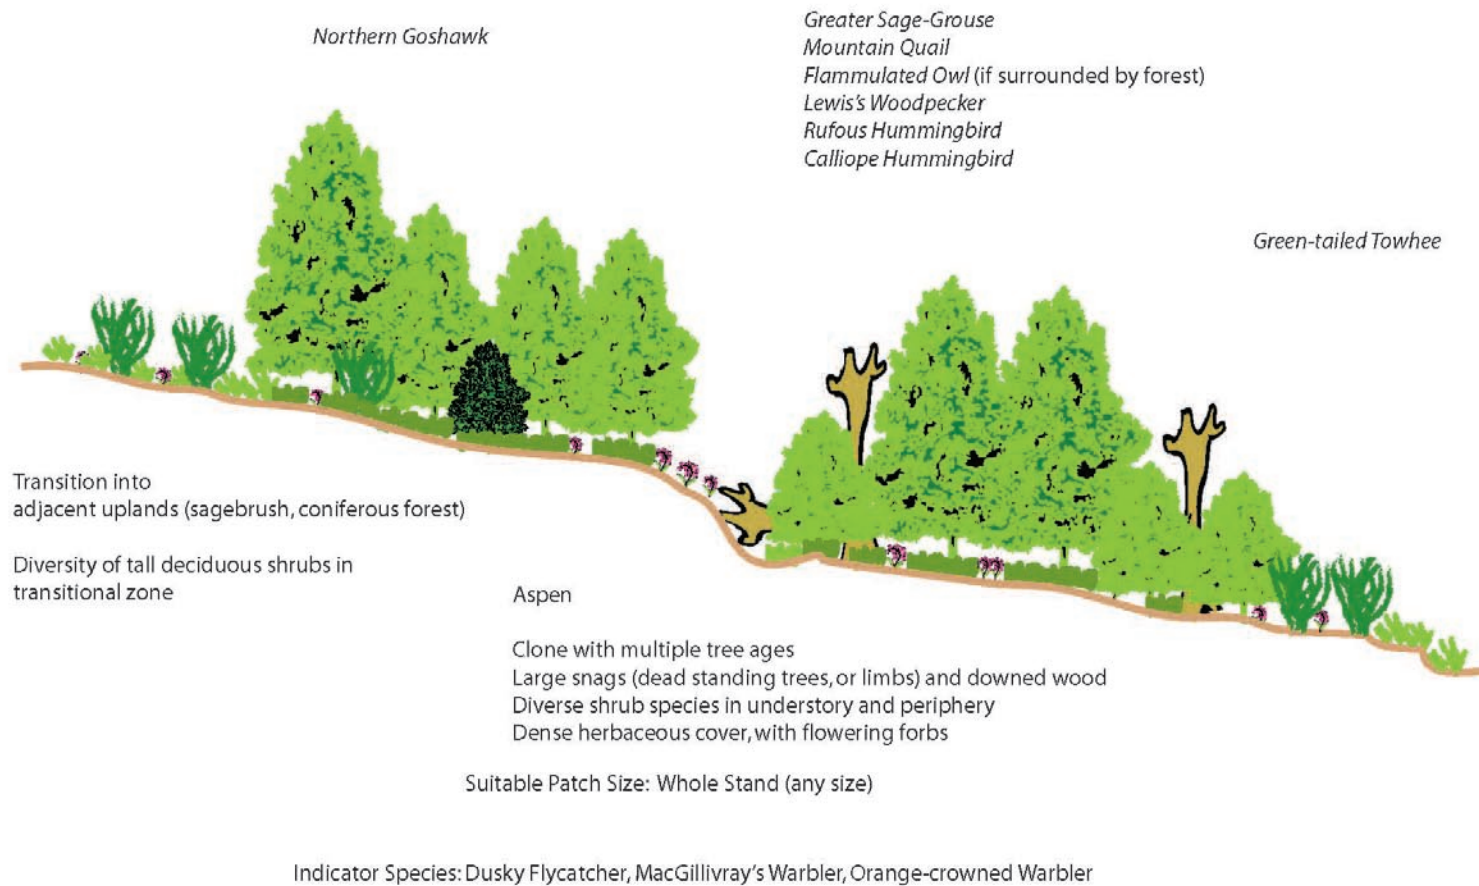 Northern Goshawk
Greater Sage-Grouse
Mountain Quail
Flammulated Owl (if surrounded by forest)
Lewis's Woodpecker
Rufous Hummingbird
Calliope Hummingbird
Green-tailed Towhee
Transition into
adjacent uplands (sagebrush, coniferous forest)
Diversity of tall deciduous shrubs in
transitional zone
Aspen
Clone with multiple tree ages
Large snags (dead standing trees, or limbs) and downed wood
Diverse shrub species in understory and periphery
Dense herbaceous cover, with flowering forbs
Suitable Patch Size: Whole Stand (any size)
Indicator Species: Dusky Flycatcher, MacGillivray's Warbler, Orange-crowned Warbler